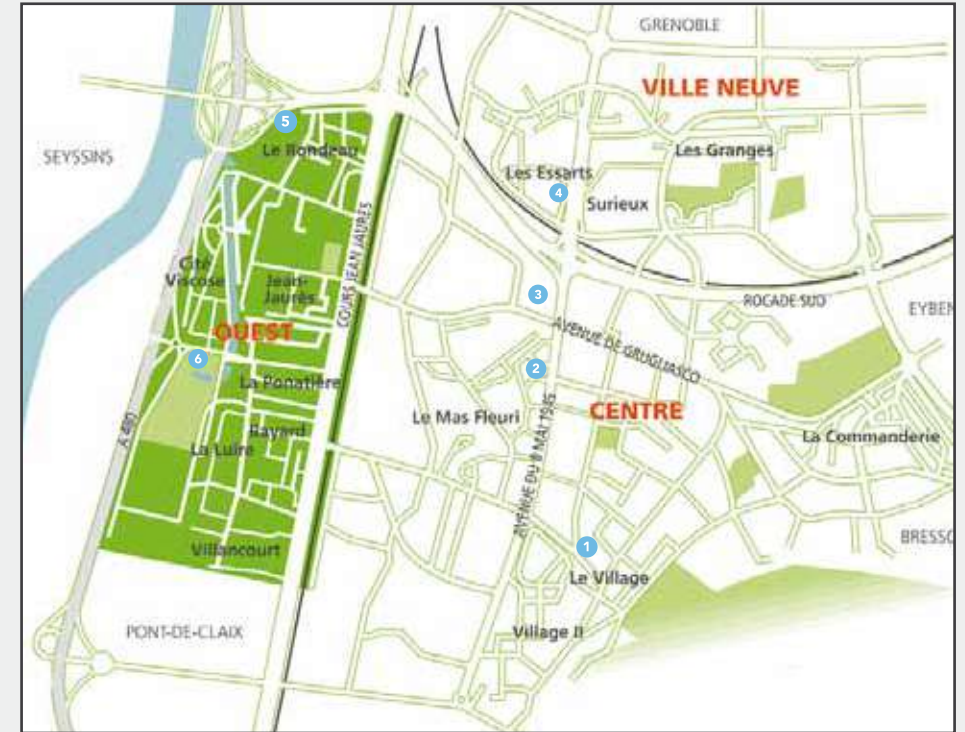 GRENOBLE
VILLE NEUVE
5
SEYSSINS
Le Rondeau
Les Granges
Les Essarts
4
Surieux
COURS JEAN JAURÈS
Cité
Viscose
Jean-
Jaurès
3
ROCADE SUD
EYBEN
OUEST
AVENUE DE GRUGLIASCO
6
2
La Ponatière
AVENUE DU 8 MAI 1945
Le Mas Fleuri
CENTRE
A 480
Bayard
La Commanderie
La Luire
BRESSO
Villancourt
1
Le Village
PONT-DE-CLAIX
Village II